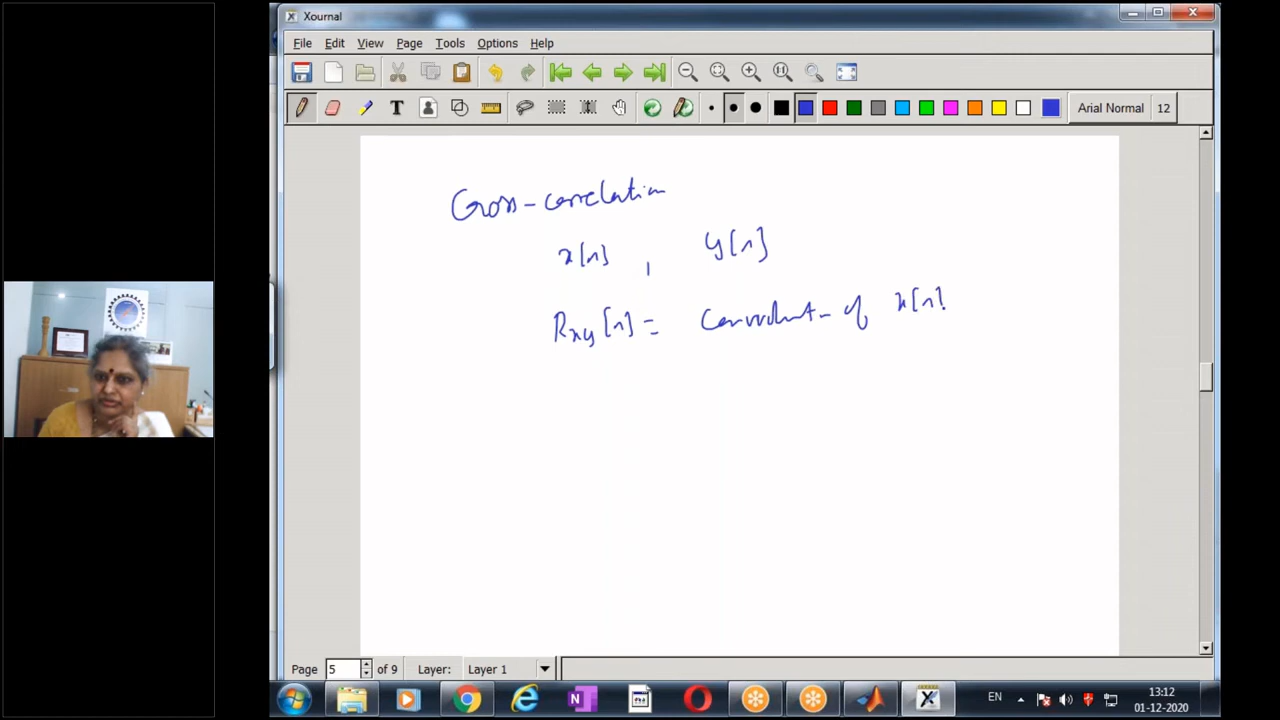 Xournal
File Edit View Page Tools Options Help
Arial Normal 12
Cross-correlation
x[n] , y[n]
Rxy[n] = Convolution of x[n]
Page 5 of 9 Layer: Layer 1
EN 13:12
01-12-2020